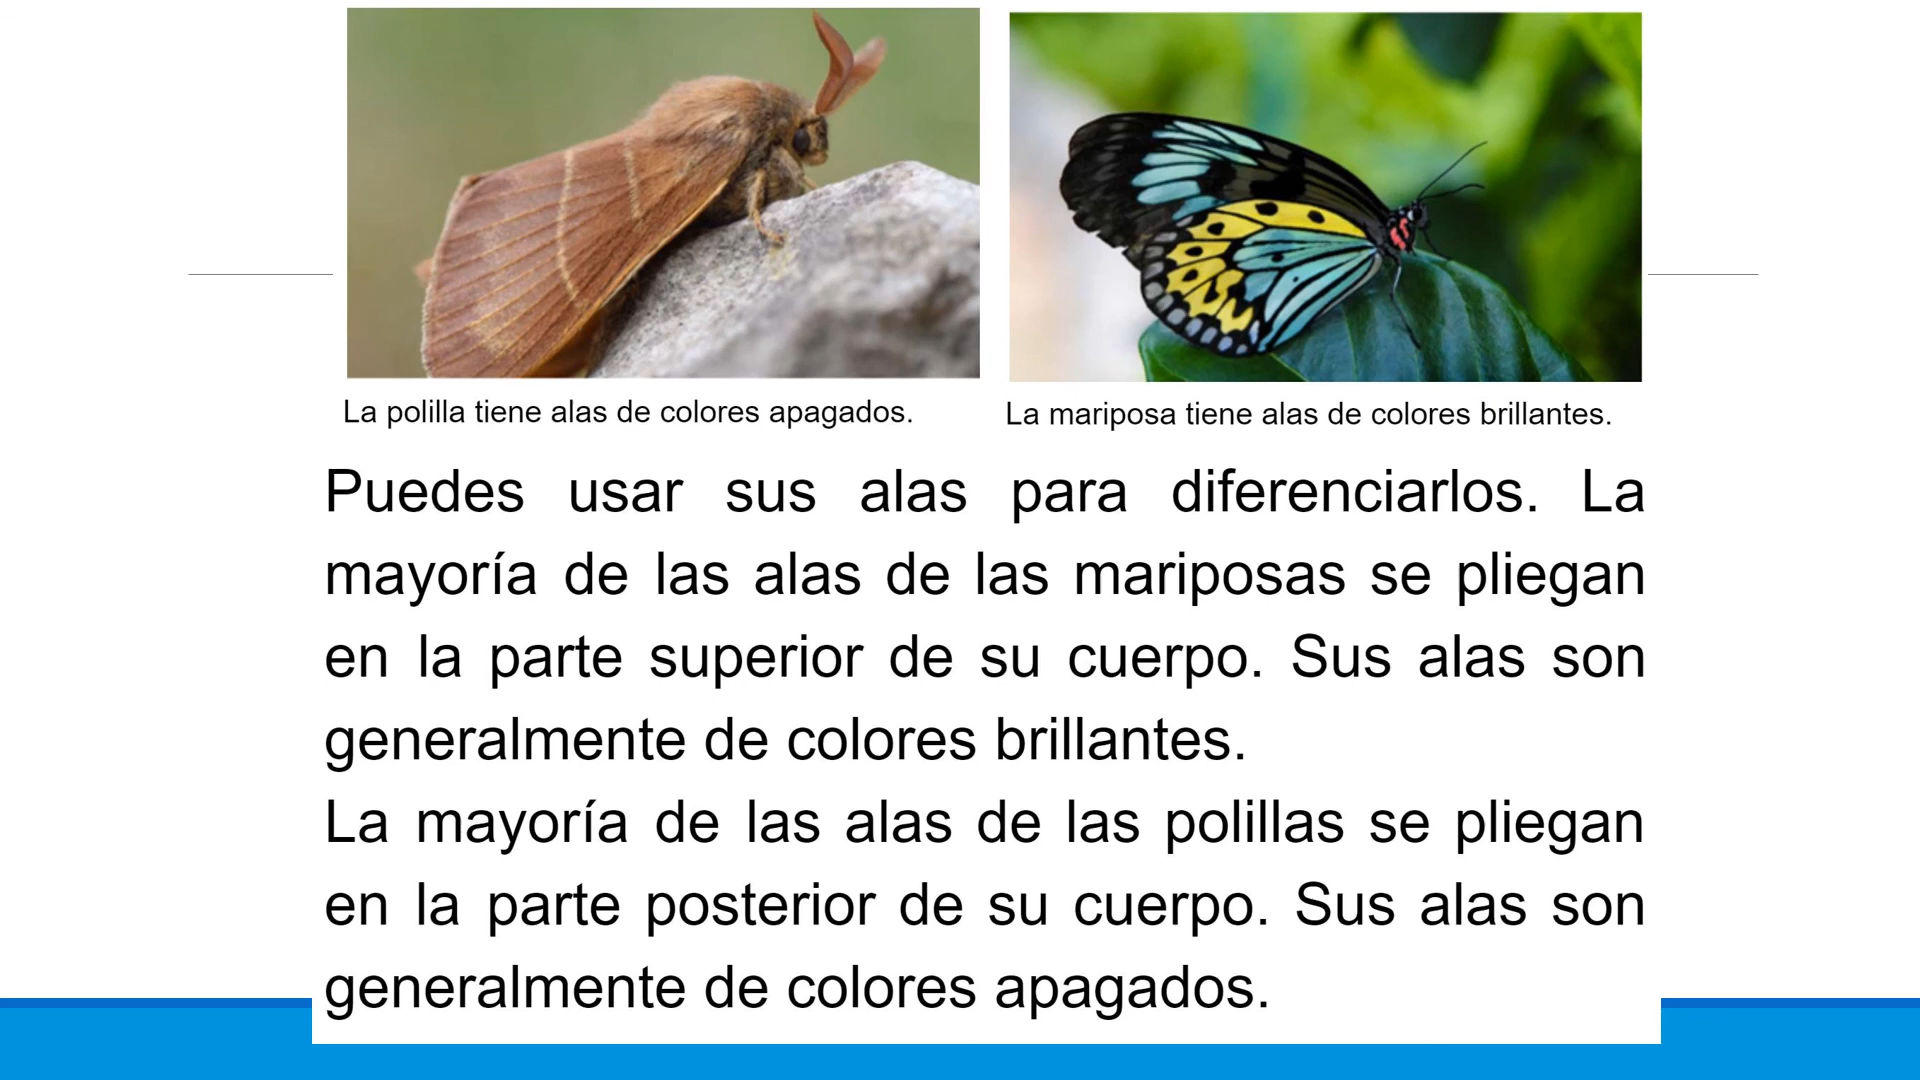 La polilla tiene alas de colores apagados.
La mariposa tiene alas de colores brillantes.
Puedes usar sus alas para diferenciarlos. La
mayoría de las alas de las mariposas se pliegan
en la parte superior de su cuerpo. Sus alas son
generalmente de colores brillantes.
La mayoría de las alas de las polillas se pliegan
en la parte posterior de su cuerpo. Sus alas son
generalmente de colores apagados.